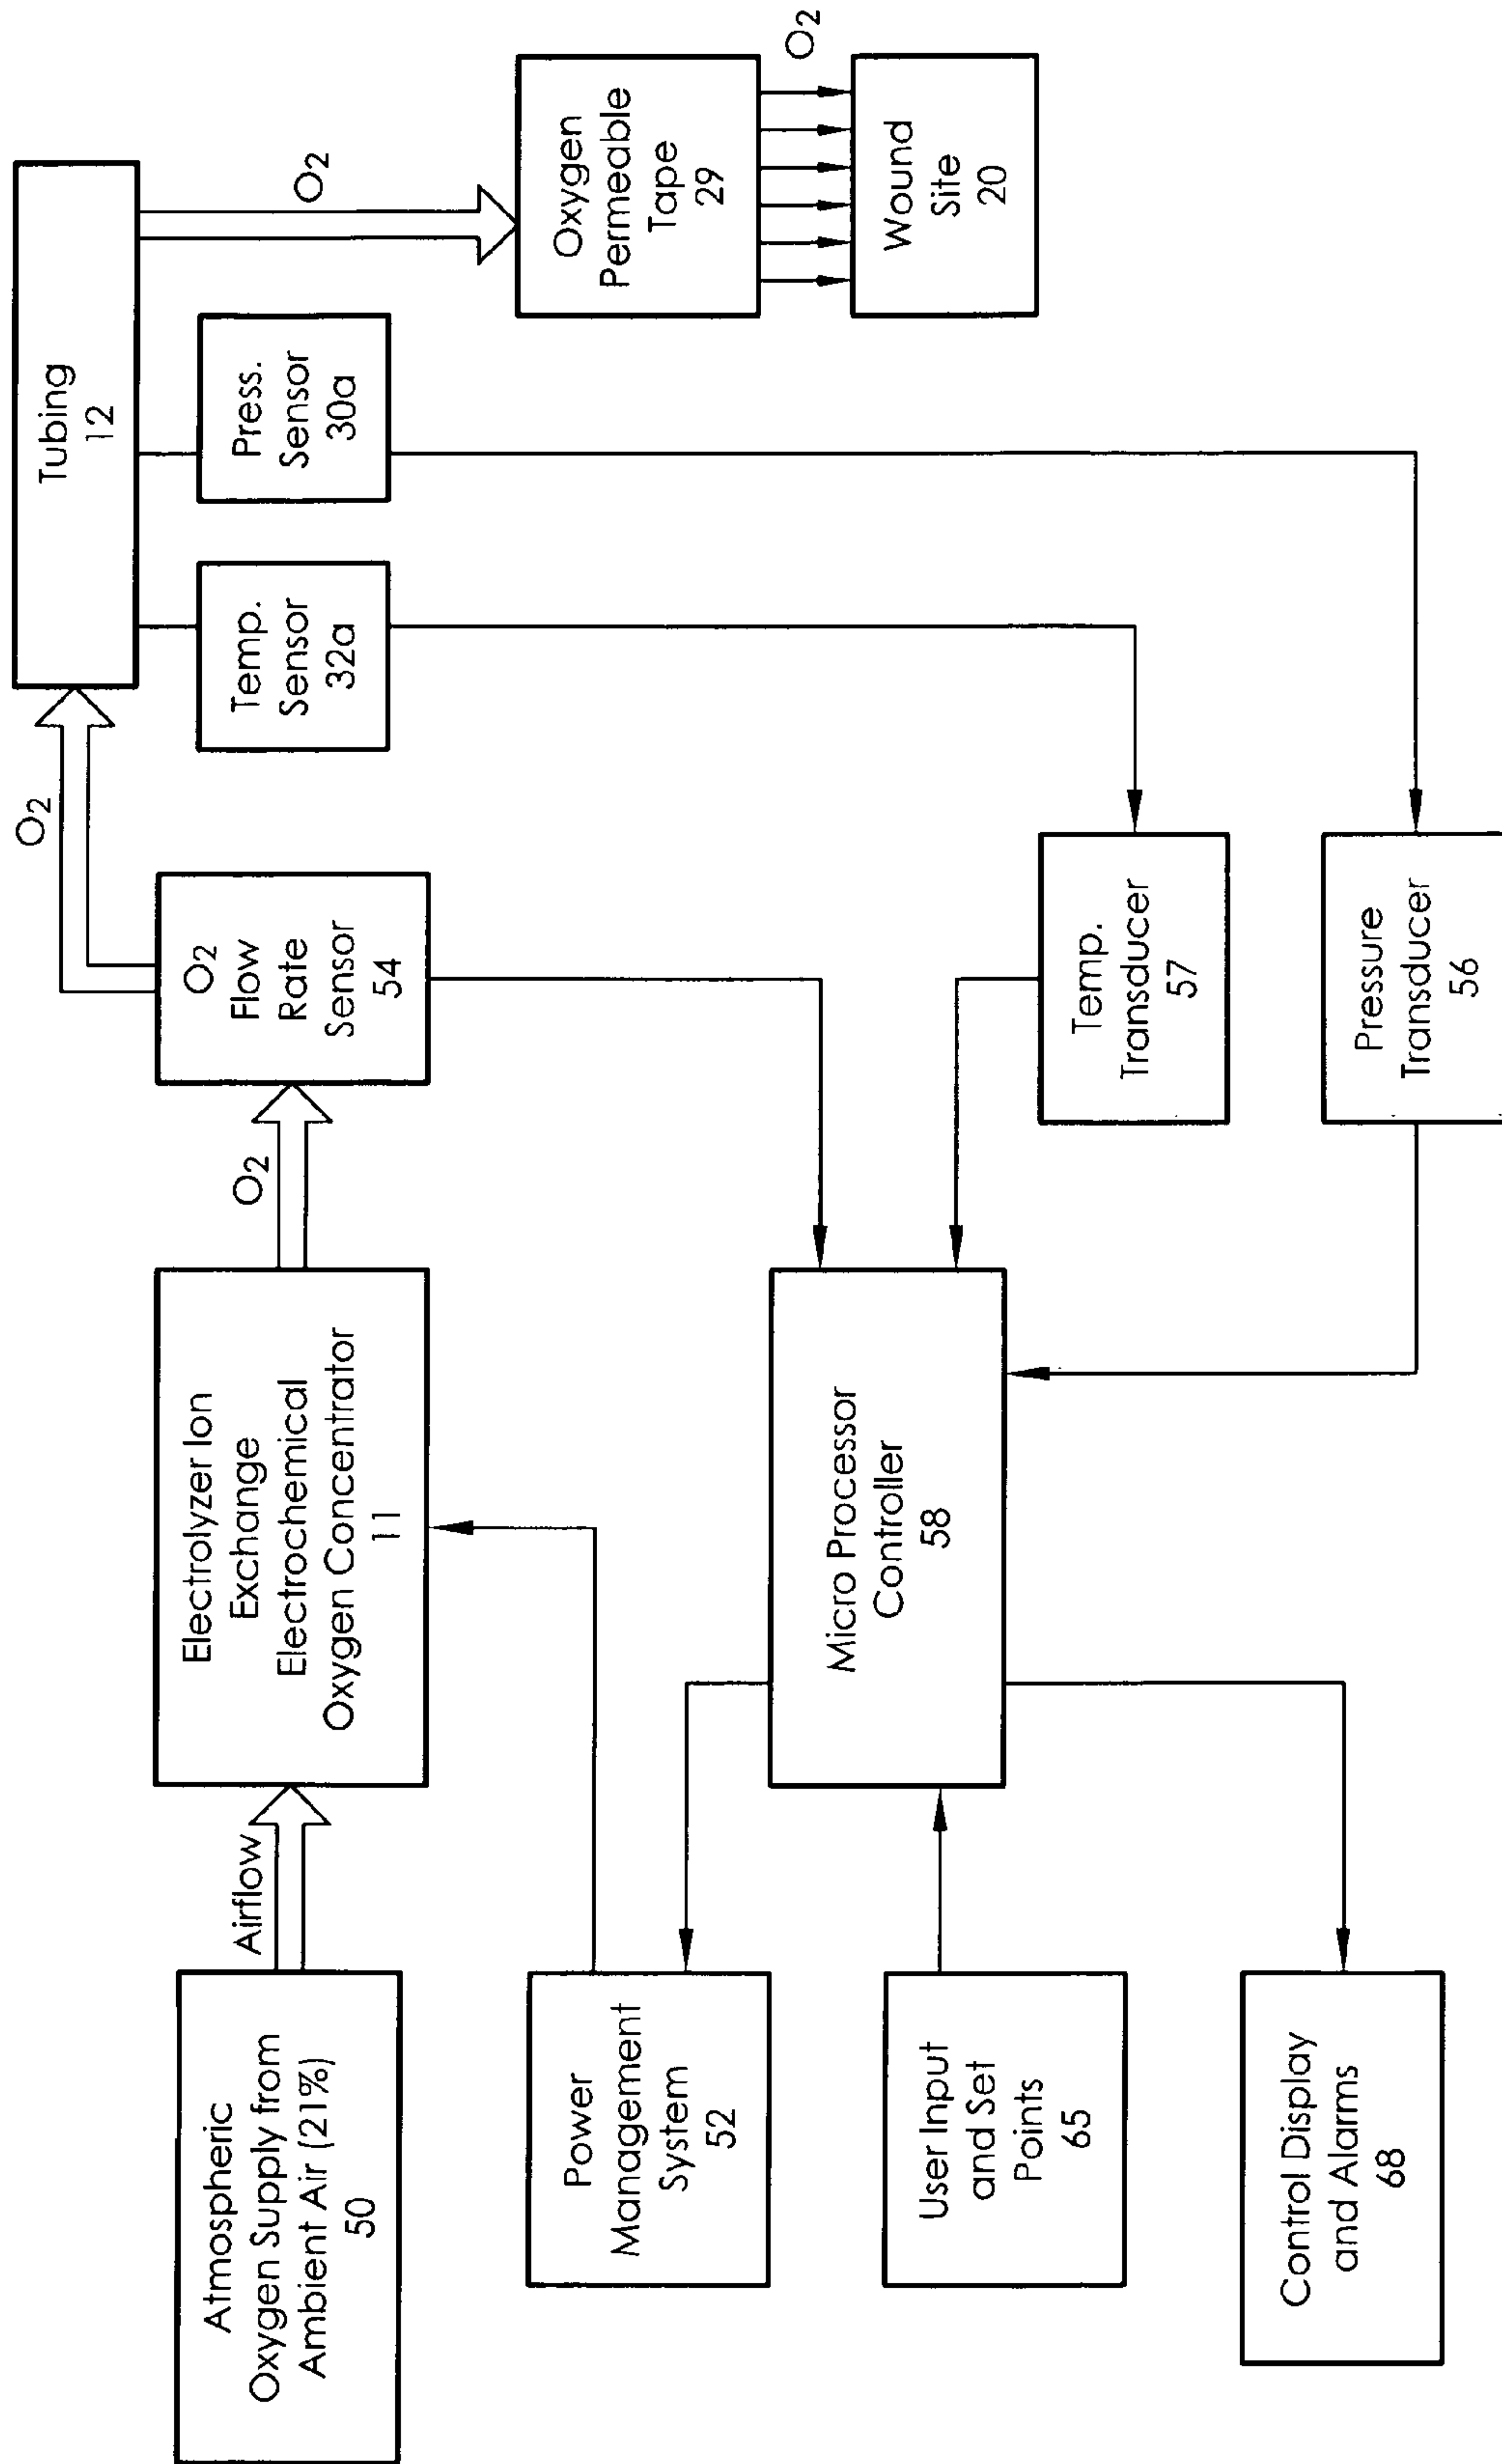 Atmospheric
Oxygen Supply from
Ambient Air (21%)
50
Airflow
Electrolyzer Ion
Exchange
Electrochemical
Oxygen Concentrator
11
O2
O2
Flow
Rate
Sensor
54
O2
Tubing
12
Temp.
Sensor
32a
Press.
Sensor
30a
O2
Oxygen
Permeable
Tape
29
O2
Wound
Site
20
Power
Management
System
52
User Input
and Set
Points
65
Control Display
and Alarms
68
Micro Processor
Controller
58
Temp.
Transducer
57
Pressure
Transducer
56